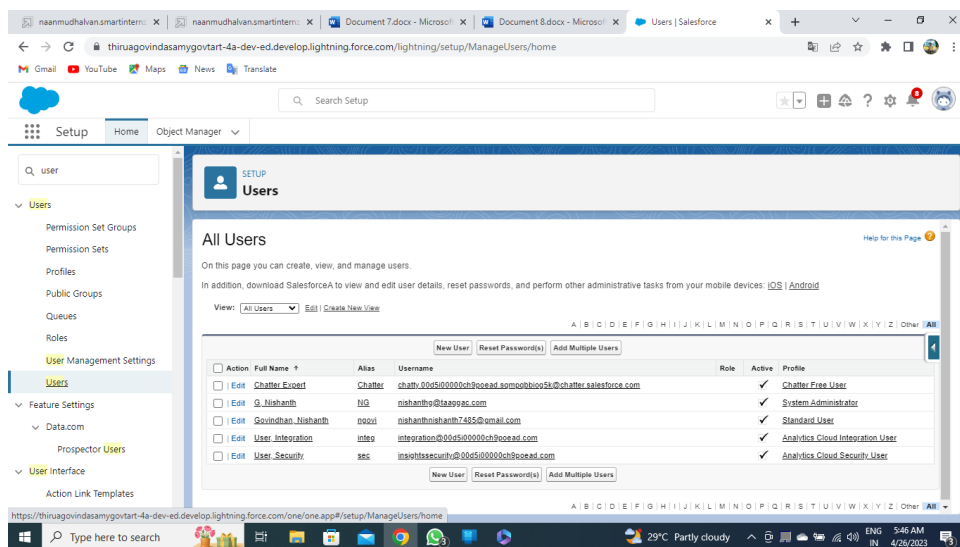 naanmudhalvan.smartintern
naanmudhalvan.smartintern
Document 7.docx - Microsof
Document 8.docx - Microsof
Users | Salesforce
thiruagovindasamygovtart-4a-dev-ed.develop.lightning.force.com/lightning/setup/ManageUsers/home
Gmail YouTube Maps News Translate
Search Setup
8
Setup Home Object Manager
user
Users
Permission Set Groups
Permission Sets
Profiles
Public Groups
Queues
Roles
User Management Settings
Users
Feature Settings
Data.com
Prospector Users
User Interface
Action Link Templates
SETUP
Users
All Users
Help for this Page
On this page you can create, view, and manage users.
In addition, download SalesforceA to view and edit user details, reset passwords, and perform other administrative tasks from your mobile devices: iOS | Android
View: All Users Edit | Create New View
A | B | C | D | E | F | G | H | I | J | K | L | M | N | O | P | Q | R | S | T | U | V | W | X | Y | Z | Other | All
New User Reset Password(s) Add Multiple Users
Action Full Name ↑ Alias Username Role Active Profile
Edit Chatter Expert Chatter chatty.00d5i00000ch9poead.sqmpqbbiog5k@chatter.salesforce.com Chatter Free User
Edit G, Nishanth NG nishanthg@taaggac.com System Administrator
Edit Govindhan, Nishanth ngovi nishanthnishanth7485@gmail.com Standard User
Edit User, Integration integ integration@00d5i00000ch9poead.com Analytics Cloud Integration User
Edit User, Security sec insightssecurity@00d5i00000ch9poead.com Analytics Cloud Security User
New User Reset Password(s) Add Multiple Users
A | B | C | D | E | F | G | H | I | J | K | L | M | N | O | P | Q | R | S | T | U | V | W | X | Y | Z | Other | All
https://thiruagovindasamygovtart-4a-dev-ed.develop.lightning.force.com/one/one.app#/setup/ManageUsers/home
Type here to search
29°C Partly cloudy
ENG
IN
5:46 AM
4/26/2023